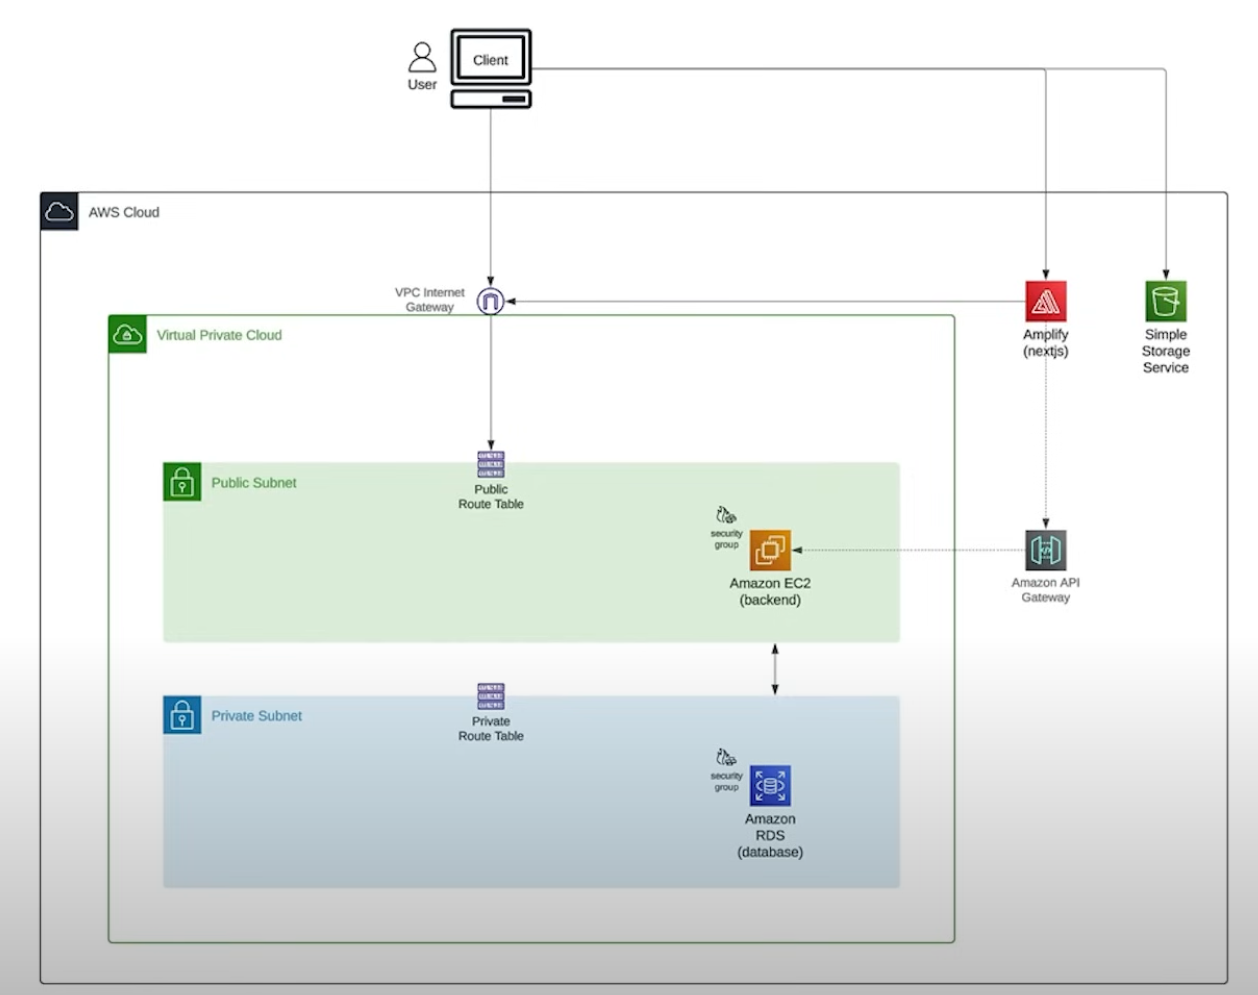 Client
User
AWS Cloud
VPC Internet
Gateway
Virtual Private Cloud
Amplify
(nextjs)
Simple
Storage
Service
Public Subnet
Public
Route Table
security
group
Amazon EC2
(backend)
Amazon API
Gateway
Private Subnet
Private
Route Table
security
group
Amazon
RDS
(database)